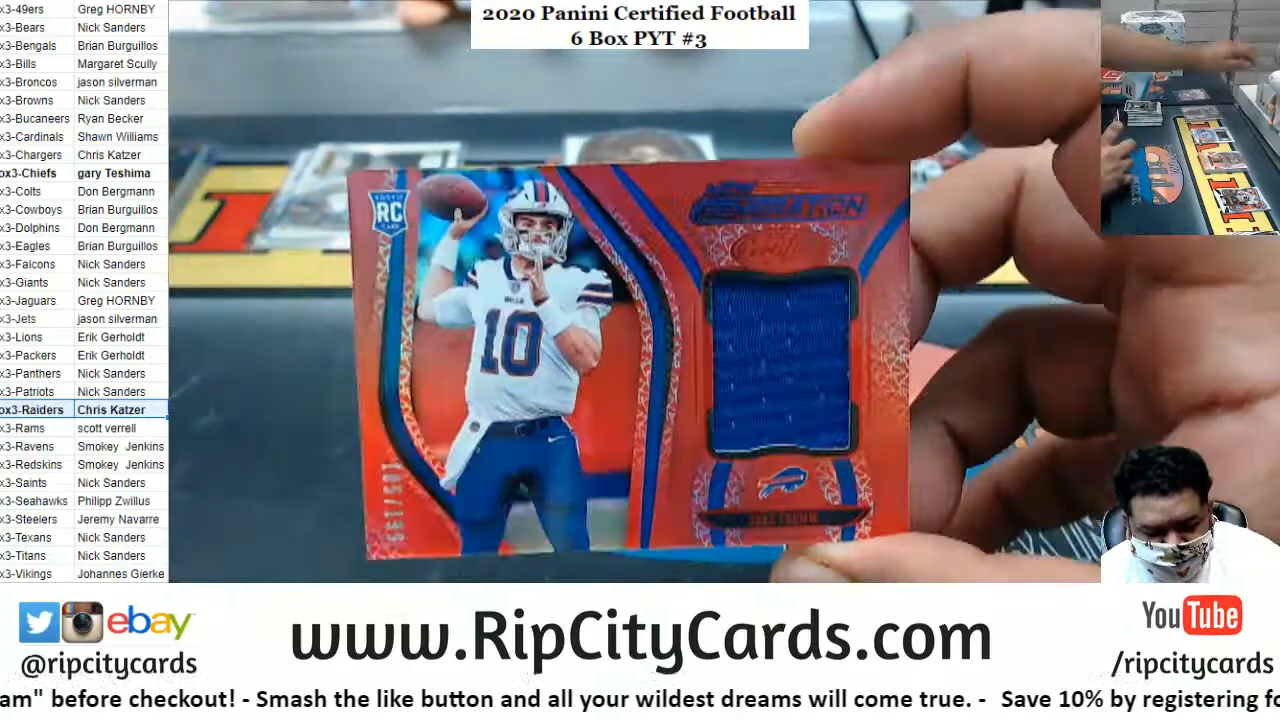 2020 Panini Certified Football
6 Box PYT #3
x3-49ers Greg HORNBY
x3-Bears Nick Sanders
x3-Bengals Brian Burguillos
x3-Bills Margaret Scully
x3-Broncos jason silverman
x3-Browns Nick Sanders
x3-Bucaneers Ryan Becker
x3-Cardinals Shawn Williams
x3-Chargers Chris Katzer
ox3-Chiefs gary Teshima
x3-Colts Don Bergmann
x3-Cowboys Brian Burguillos
x3-Dolphins Don Bergmann
x3-Eagles Brian Burguillos
x3-Falcons Nick Sanders
x3-Giants Nick Sanders
x3-Jaguars Greg HORNBY
x3-Jets jason silverman
x3-Lions Erik Gerholdt
x3-Packers Erik Gerholdt
x3-Panthers Nick Sanders
x3-Patriots Nick Sanders
ox3-Raiders Chris Katzer
x3-Rams scott verrell
x3-Ravens Smokey Jenkins
x3-Redskins Smokey Jenkins
x3-Saints Nick Sanders
x3-Seahawks Philipp Zwillus
x3-Steelers Jeremy Navarre
x3-Texans Nick Sanders
x3-Titans Nick Sanders
x3-Vikings Johannes Gierke
RC
BILLS
10
NEW
GENERATION
ebay
@ripcitycards
www.RipCityCards.com
YouTube
/ripcitycards
am" before checkout! - Smash the like button and all your wildest dreams will come true. - Save 10% by registering fo